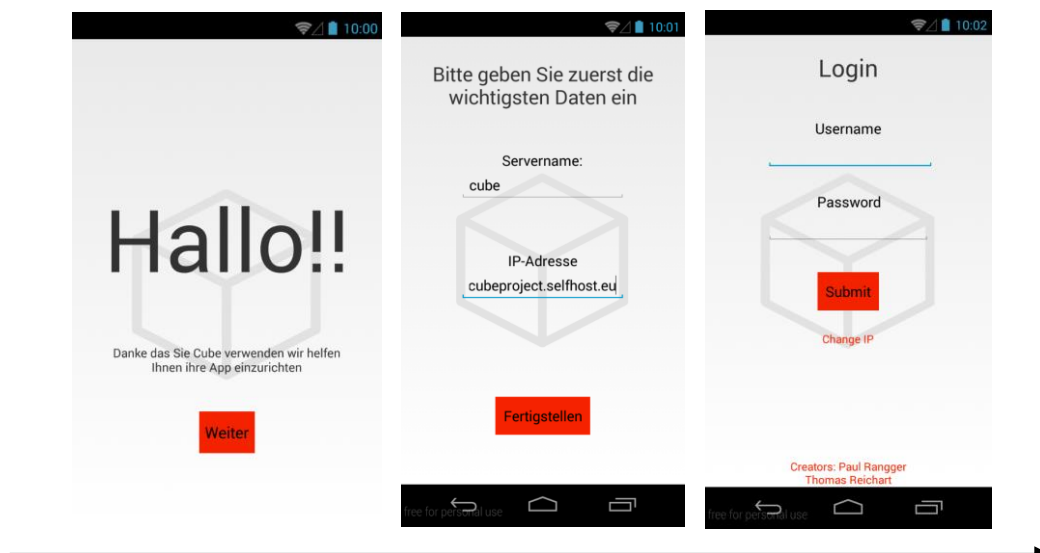 10:00
Hallo!!
Danke das Sie Cube verwenden wir helfen
Ihnen ihre App einzurichten
Weiter
10:01
Bitte geben Sie zuerst die
wichtigsten Daten ein
Servername:
cube
IP-Adresse
cubeproject.selfhost.eu
Fertigstellen
free for personal use
10:02
Login
Username
Password
Submit
Change IP
Creators: Paul Rangger
Thomas Reichart
free for personal use